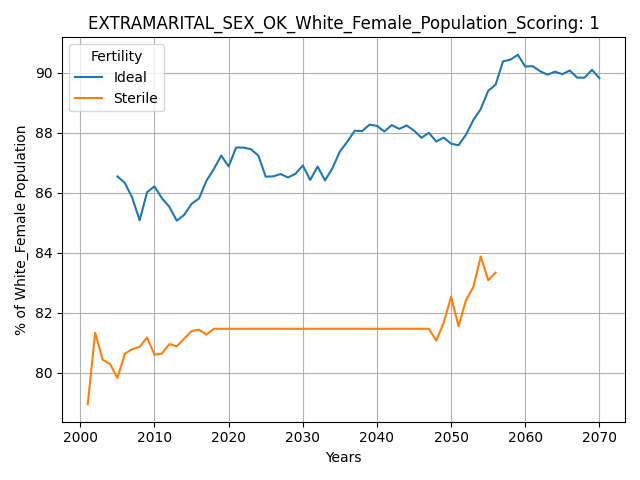 EXTRAMARITAL_SEX_OK_White_Female_Population_Scoring: 1
Fertility
Ideal
Sterile
% of White_Female Population
90
88
86
84
82
80
2000 2010 2020 2030 2040 2050 2060 2070
Years